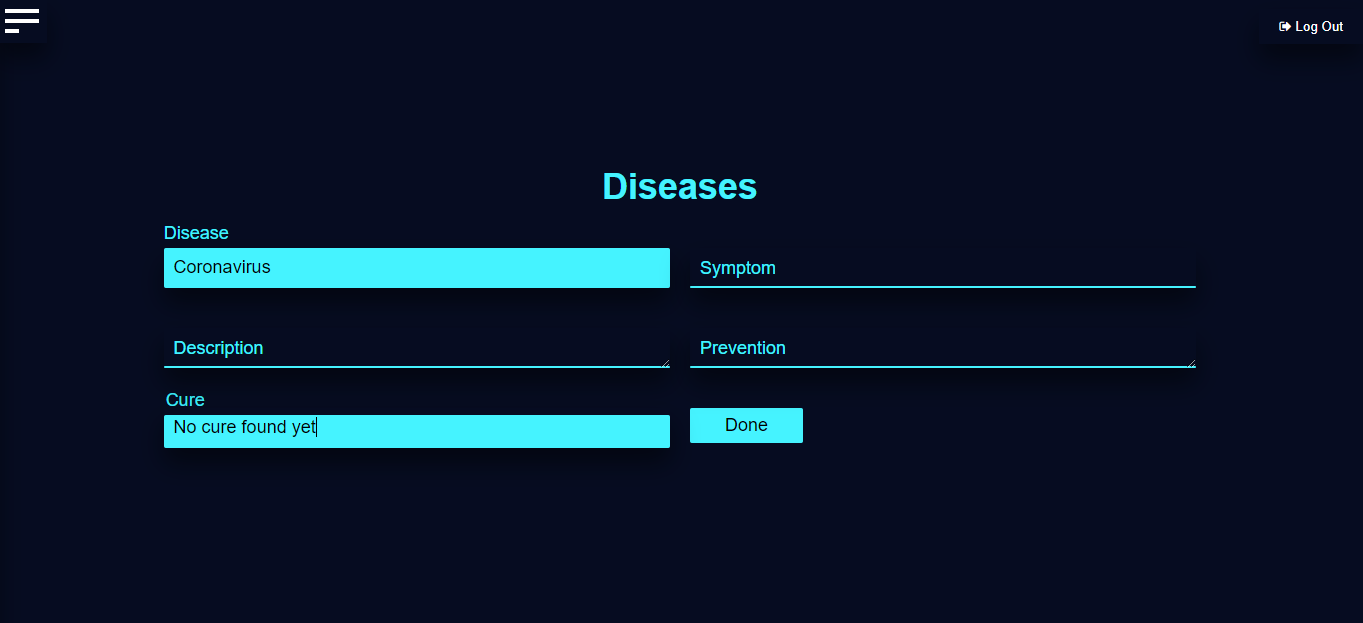 Log Out
Diseases
Disease
Coronavirus
Symptom
Description
Prevention
Cure
No cure found yet
Done